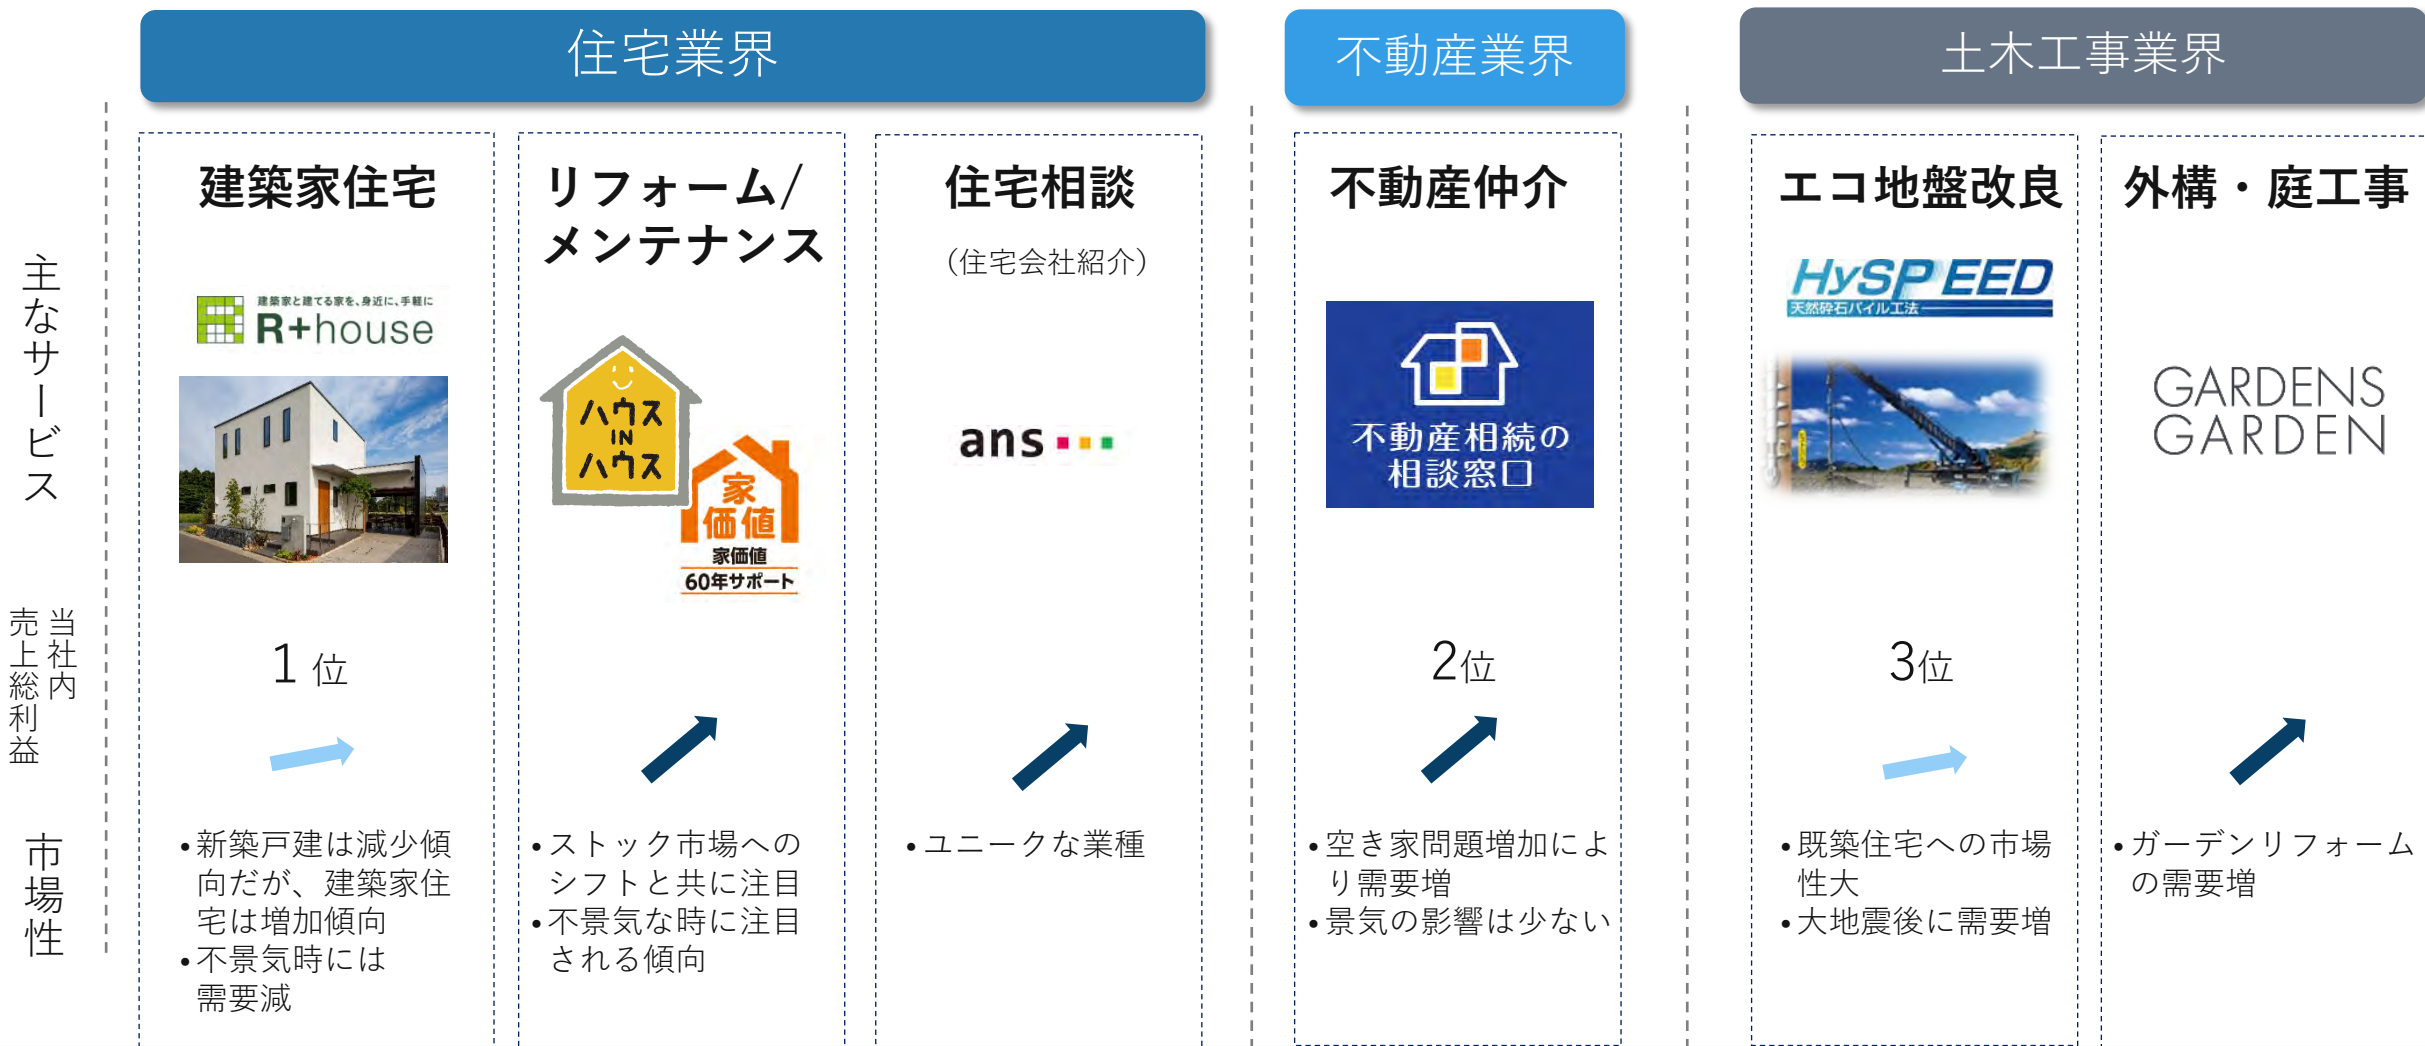 住宅業界
不動産業界
土木工事業界
主なサービス
当社内
売上総利益
市場性
建築家住宅
建築家と建てる家を、身近に、手軽に
R+house
1位
•新築戸建は減少傾
向だが、建築家住
宅は増加傾向
•不景気時には
需要減
リフォーム/
メンテナンス
ハウス
IN
ハウス
家
価値
家価値
60年サポート
•ストック市場への
シフトと共に注目
•不景気な時に注目
される傾向
住宅相談
（住宅会社紹介）
ans
•ユニークな業種
不動産仲介
不動産相続の
相談窓口
2位
•空き家問題増加によ
り需要増
•景気の影響は少ない
エコ地盤改良
HySPEED
天然砕石パイル工法
3位
•既築住宅への市場
性大
•大地震後に需要増
外構・庭工事
GARDENS
GARDEN
•ガーデンリフォーム
の需要増